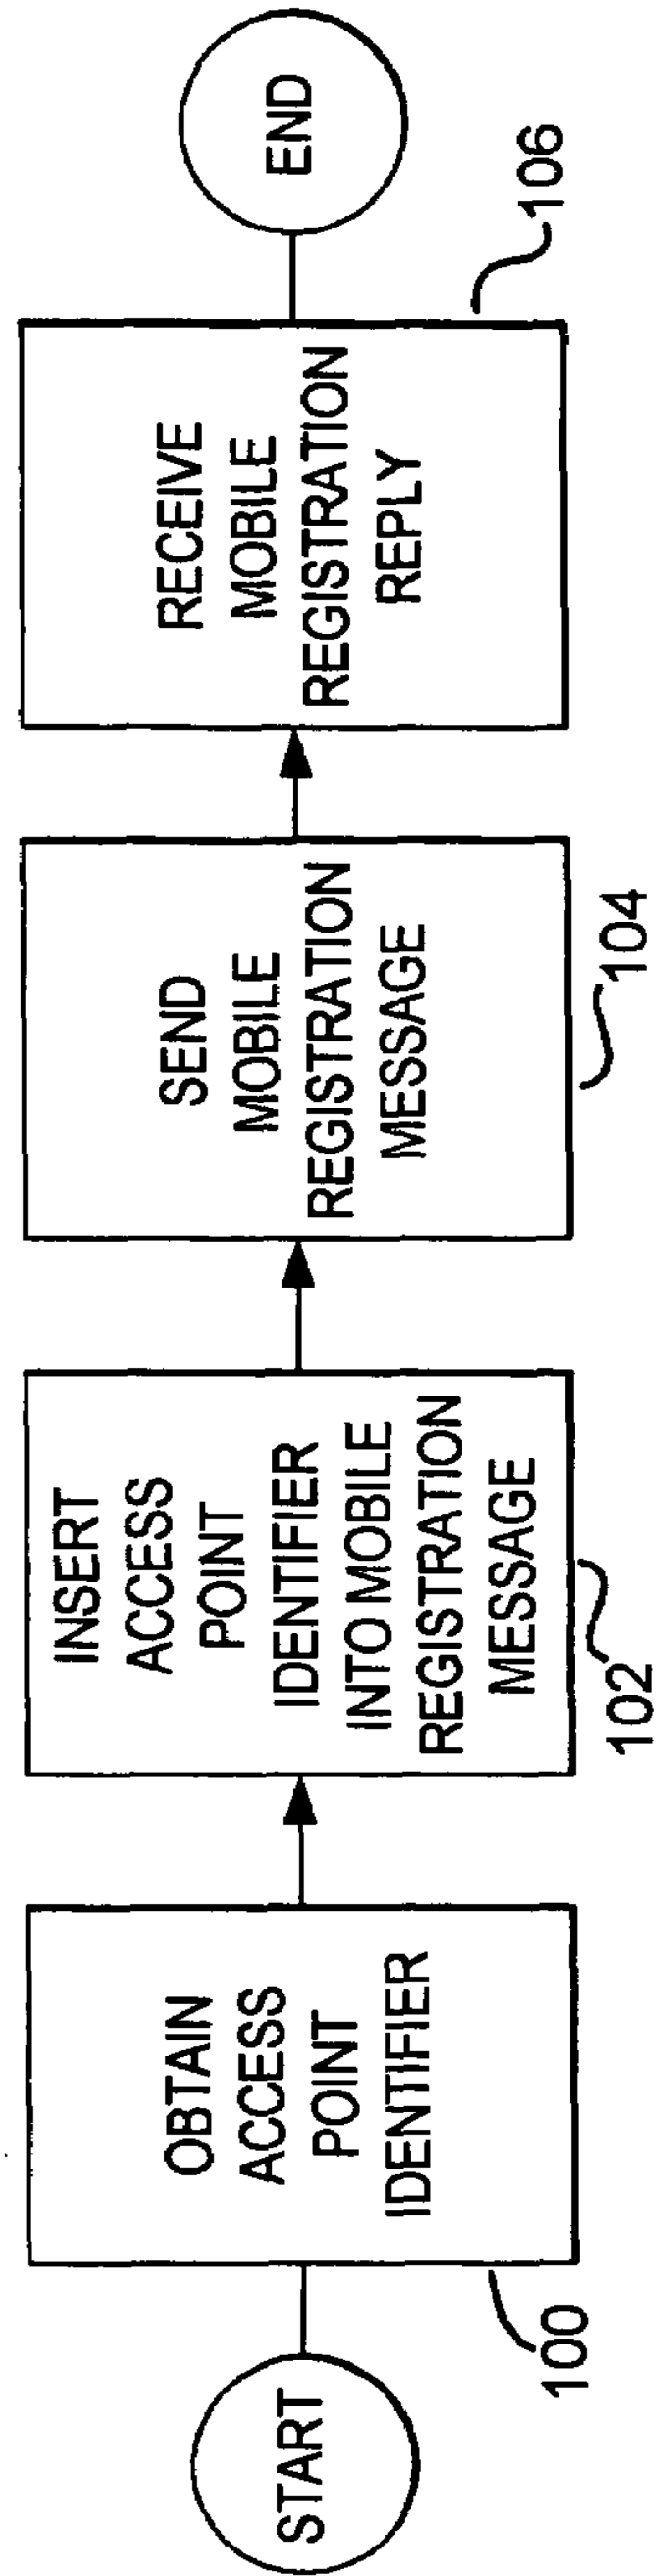 START
OBTAIN
ACCESS
POINT
IDENTIFIER
100
INSERT
ACCESS
POINT
IDENTIFIER
INTO MOBILE
REGISTRATION
MESSAGE
102
SEND
MOBILE
REGISTRATION
MESSAGE
104
RECEIVE
MOBILE
REGISTRATION
REPLY
106
END